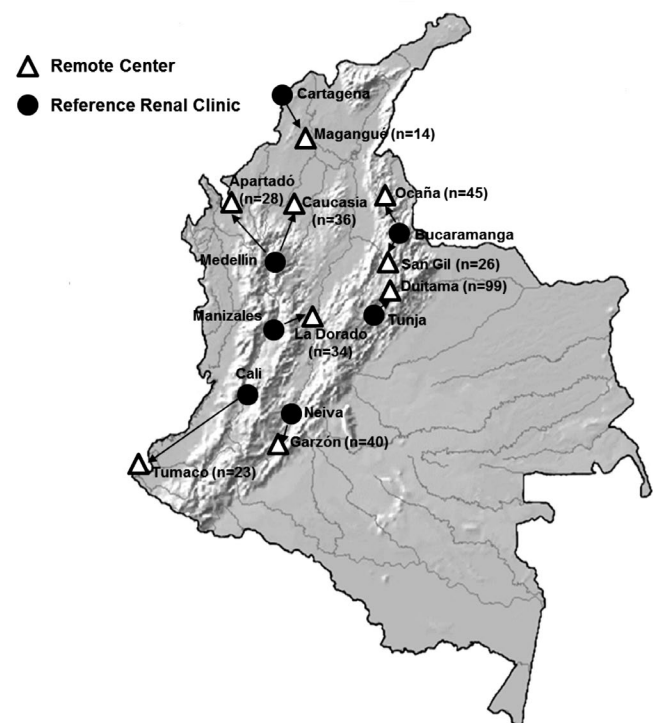 Remote Center
Reference Renal Clinic
Cartagena
Magangué (n=14)
Apartadó
(n=28)
Caucasia
(n=36)
Ocaña (n=45)
Bucaramanga
Medellin
San Gil (n=26)
Duitama (n=99)
Manizales
La Dorado
(n=34)
Tunja
Cali
Neiva
Garzón (n=40)
Tumaco (n=23)